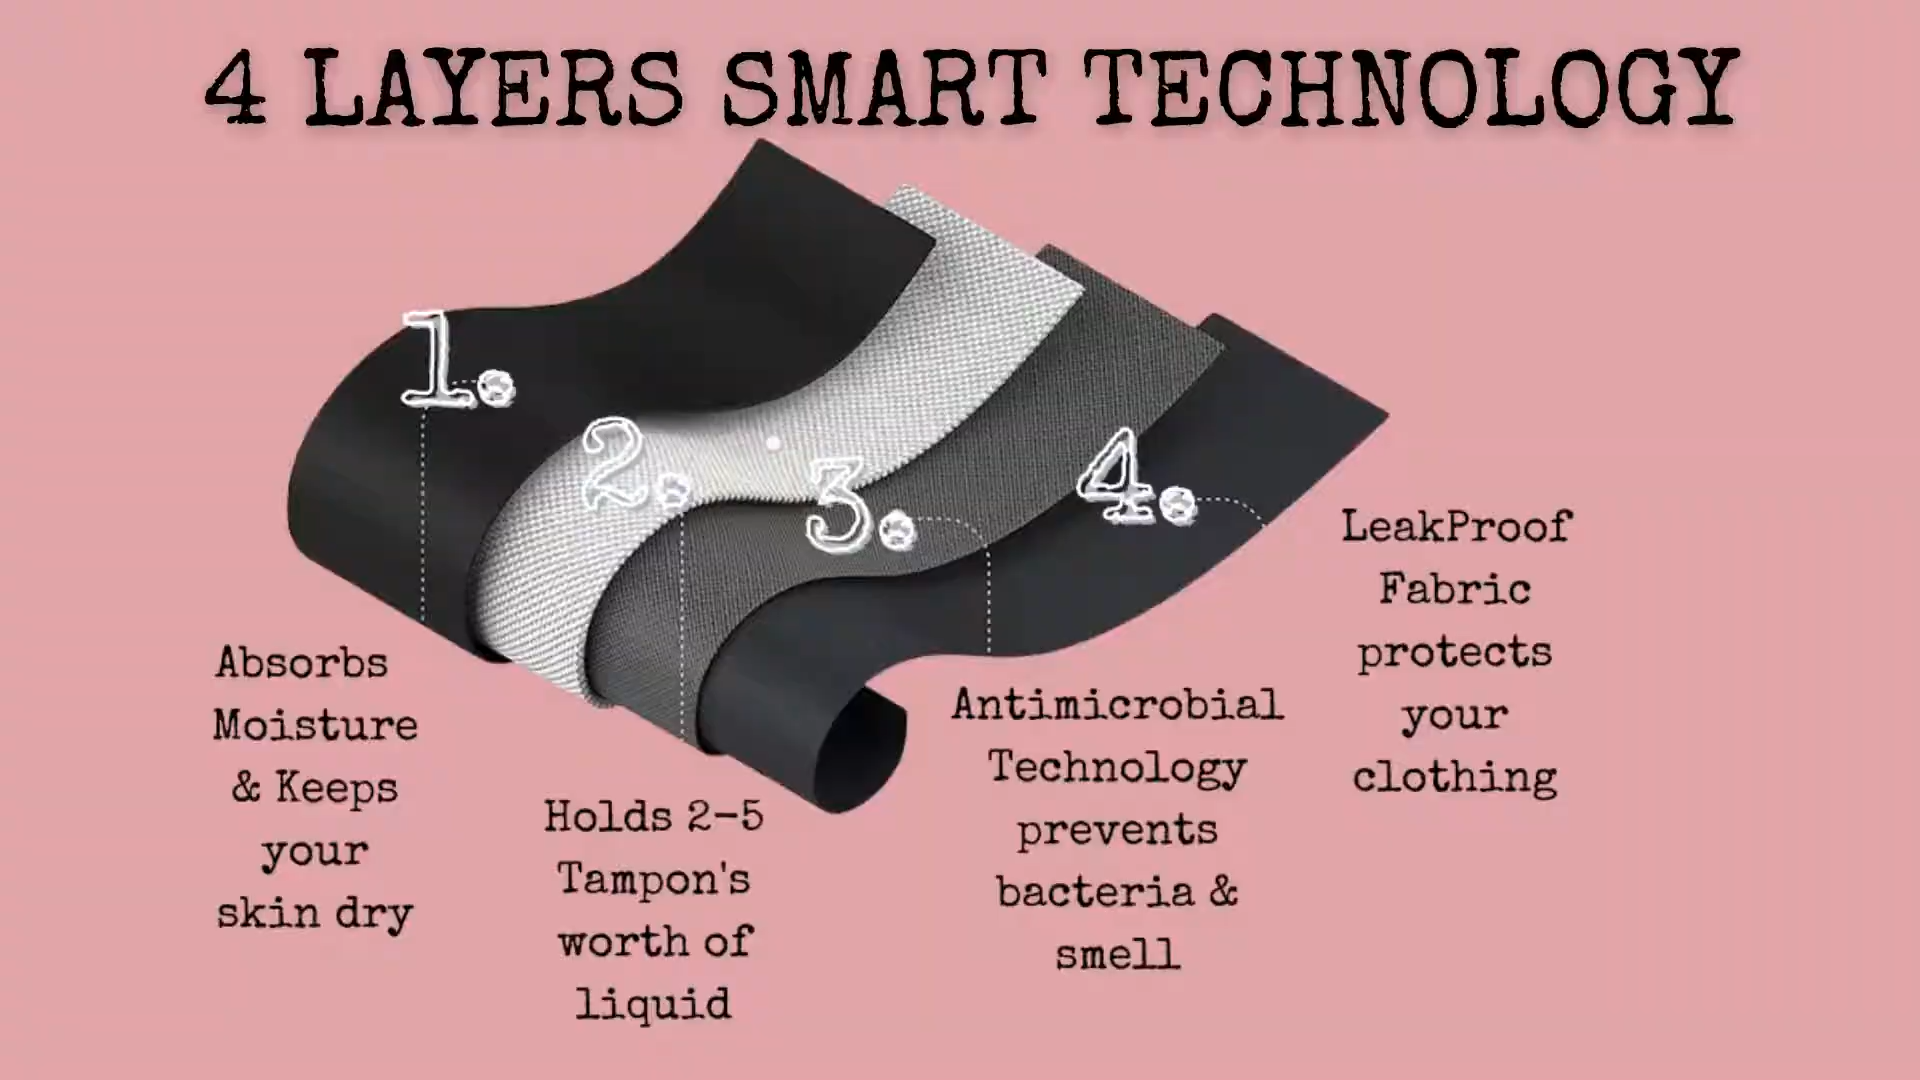 4 LAYERS SMART TECHNOLOGY
1.
2.
3.
4.
Absorbs
Moisture
& Keeps
your
skin dry
Holds 2-5
Tampon's
worth of
liquid
Antimicrobial
Technology
prevents
bacteria &
smell
LeakProof
Fabric
protects
your
clothing